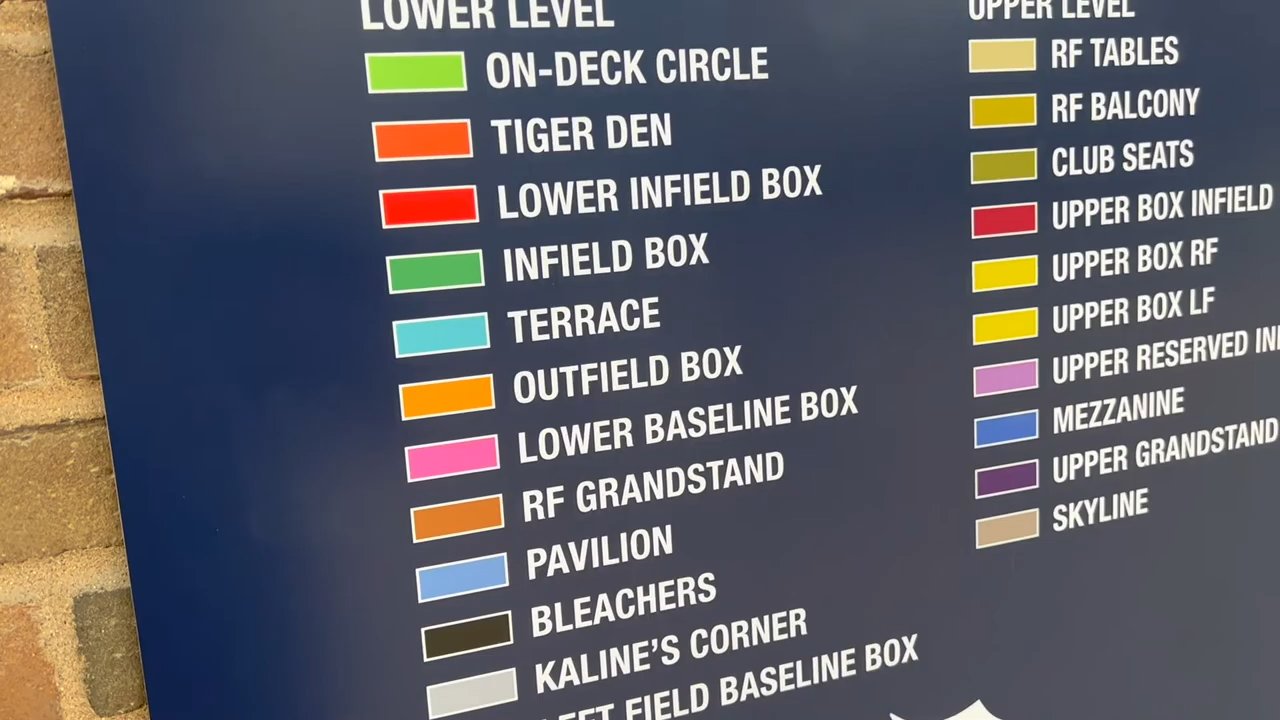 LOWER LEVEL
ON-DECK CIRCLE
TIGER DEN
LOWER INFIELD BOX
INFIELD BOX
TERRACE
OUTFIELD BOX
LOWER BASELINE BOX
RF GRANDSTAND
PAVILION
BLEACHERS
KALINE'S CORNER
LEFT FIELD BASELINE BOX
UPPER LEVEL
RF TABLES
RF BALCONY
CLUB SEATS
UPPER BOX INFIELD
UPPER BOX RF
UPPER BOX LF
UPPER RESERVED
MEZZANINE
UPPER GRANDSTAND
SKYLINE